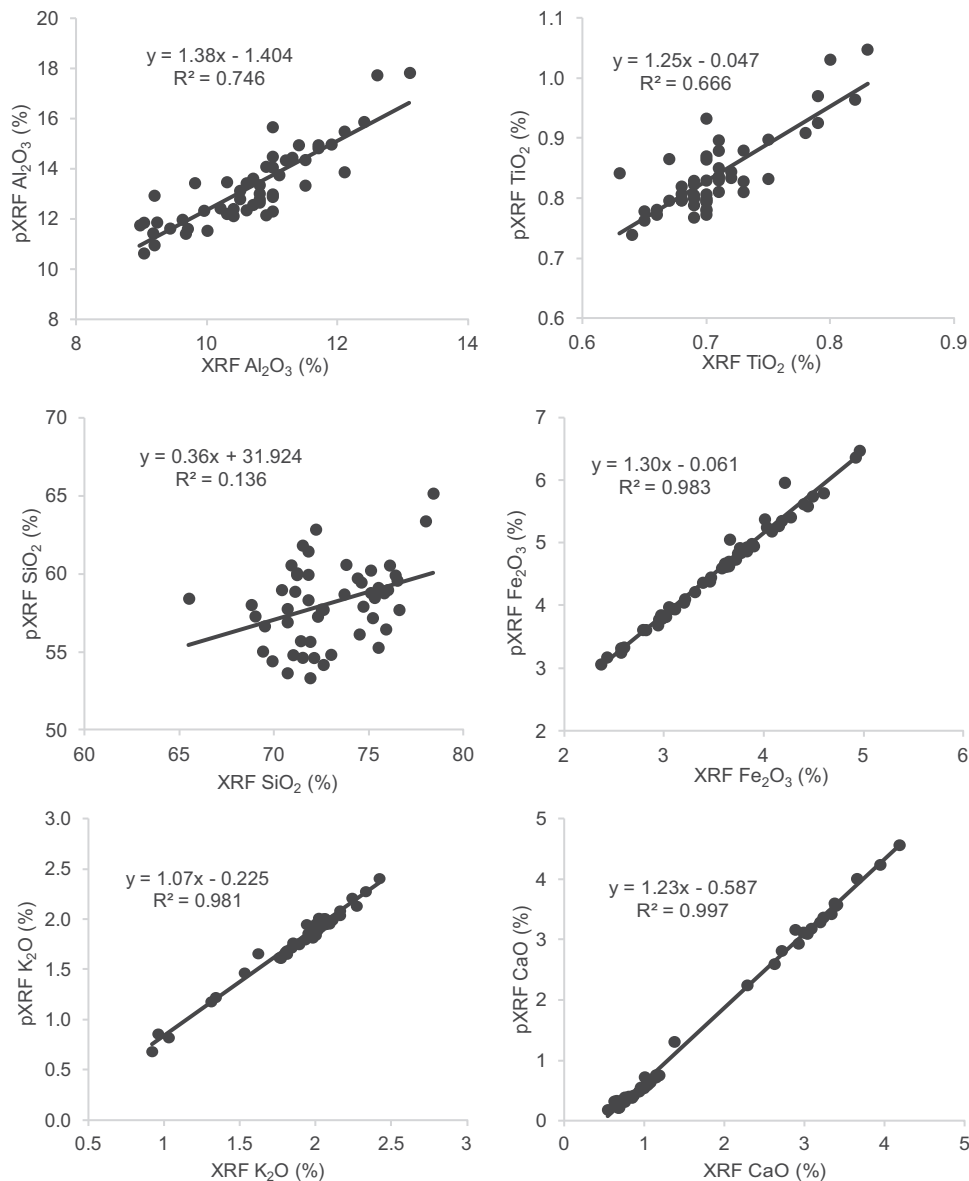 20
18
16
14
12
10
8
pXRF Al₂O₃ (%)
y = 1.38x - 1.404
R² = 0.746
8 10 12 14
XRF Al₂O₃ (%)
1.1
1.0
0.9
0.8
0.7
0.6
pXRF TiO₂ (%)
y = 1.25x - 0.047
R² = 0.666
0.6 0.7 0.8 0.9
XRF TiO₂ (%)
70
65
60
55
50
pXRF SiO₂ (%)
y = 0.36x + 31.924
R² = 0.136
60 65 70 75 80
XRF SiO₂ (%)
7
6
5
4
3
2
pXRF Fe₂O₃ (%)
y = 1.30x - 0.061
R² = 0.983
2 3 4 5 6
XRF Fe₂O₃ (%)
3.0
2.5
2.0
1.5
1.0
0.5
0.0
pXRF K₂O (%)
y = 1.07x - 0.225
R² = 0.981
0.5 1 1.5 2 2.5 3
XRF K₂O (%)
5
4
3
2
1
0
pXRF CaO (%)
y = 1.23x - 0.587
R² = 0.997
0 1 2 3 4 5
XRF CaO (%)